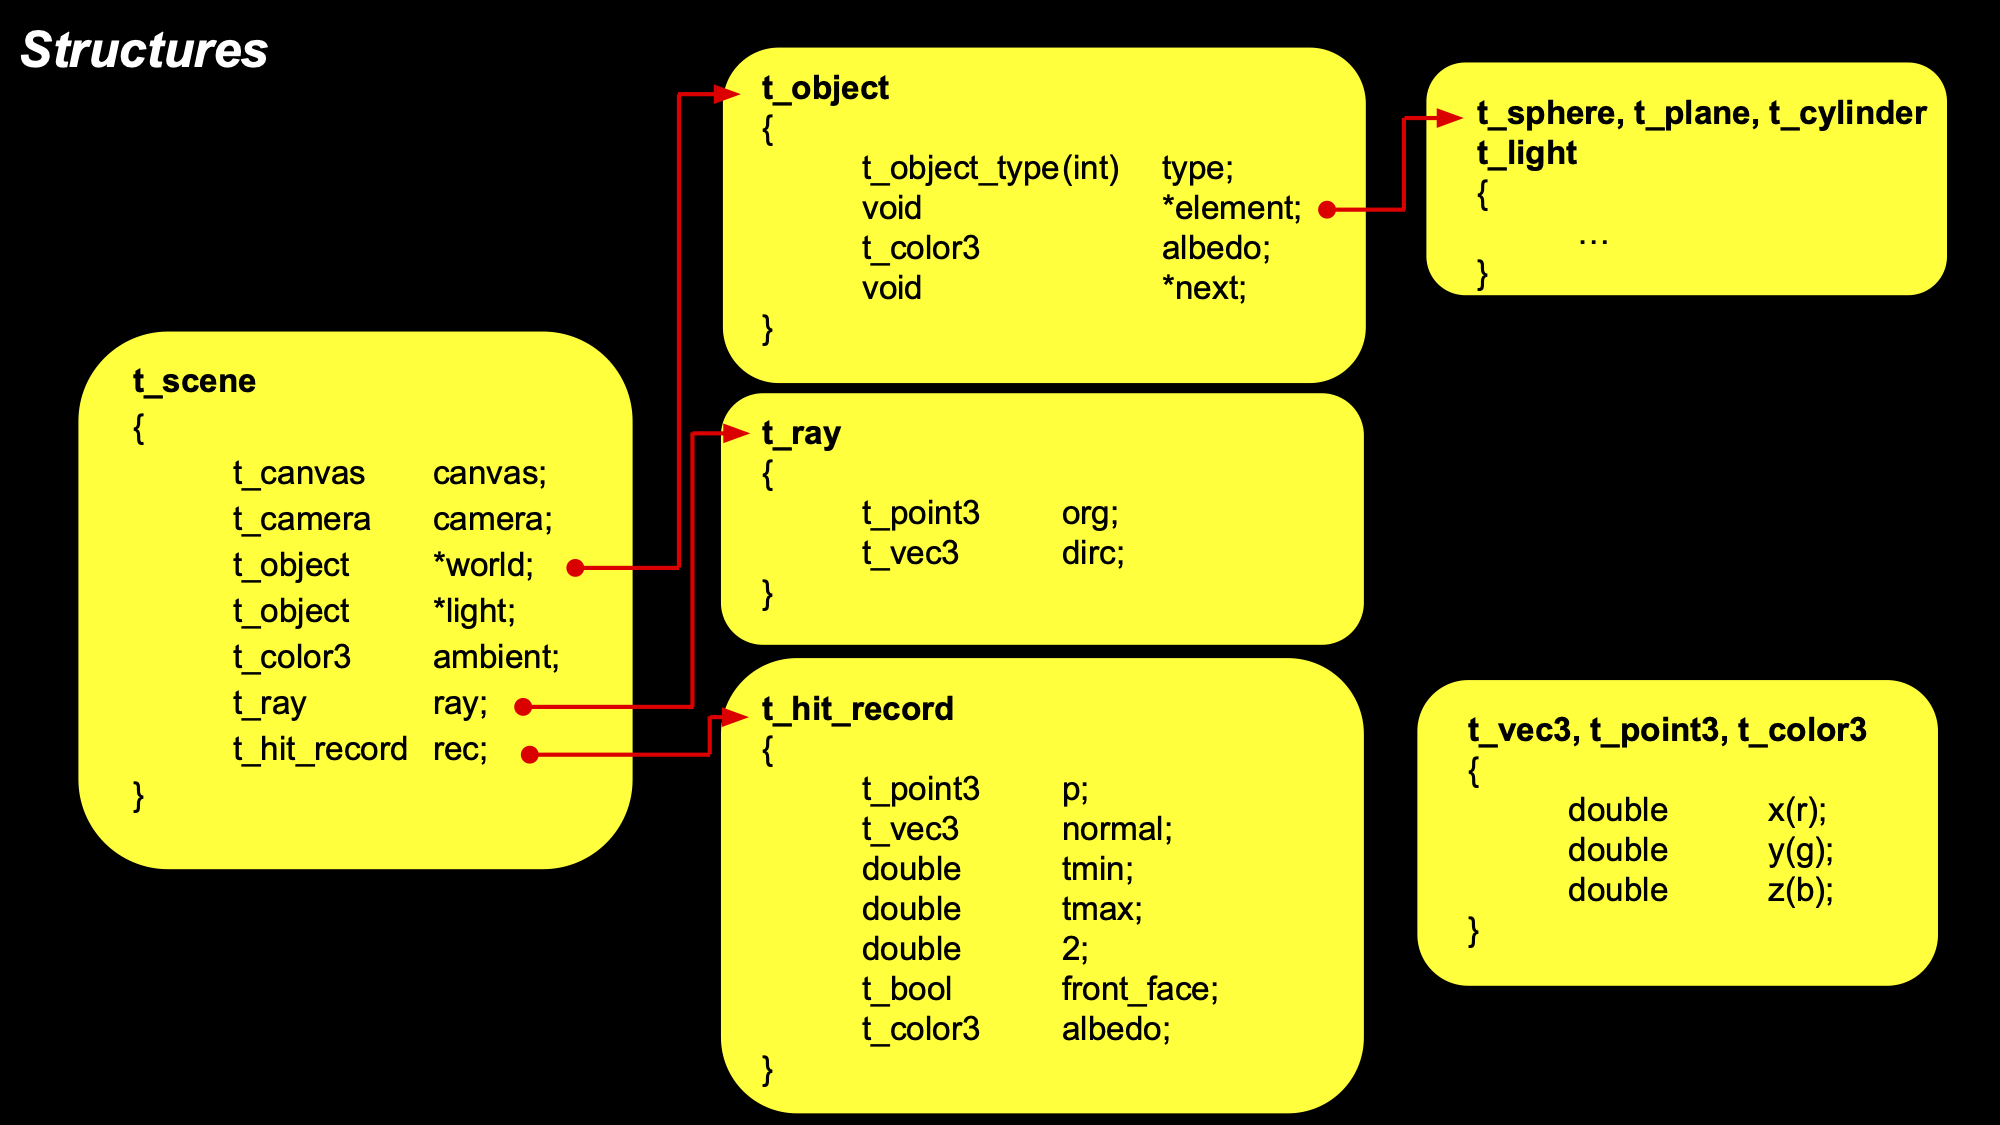 Structures
t_object
{
t_object_type(int) type;
void *element;
t_color3 albedo;
void *next;
}
t_sphere, t_plane, t_cylinder
t_light
{
...
}
t_scene
{
t_canvas canvas;
t_camera camera;
t_object *world;
t_object *light;
t_color3 ambient;
t_ray ray;
t_hit_record rec;
}
t_ray
{
t_point3 org;
t_vec3 dirc;
}
t_hit_record
{
t_point3 p;
t_vec3 normal;
double tmin;
double tmax;
double 2;
t_bool front_face;
t_color3 albedo;
}
t_vec3, t_point3, t_color3
{
double x(r);
double y(g);
double z(b);
}